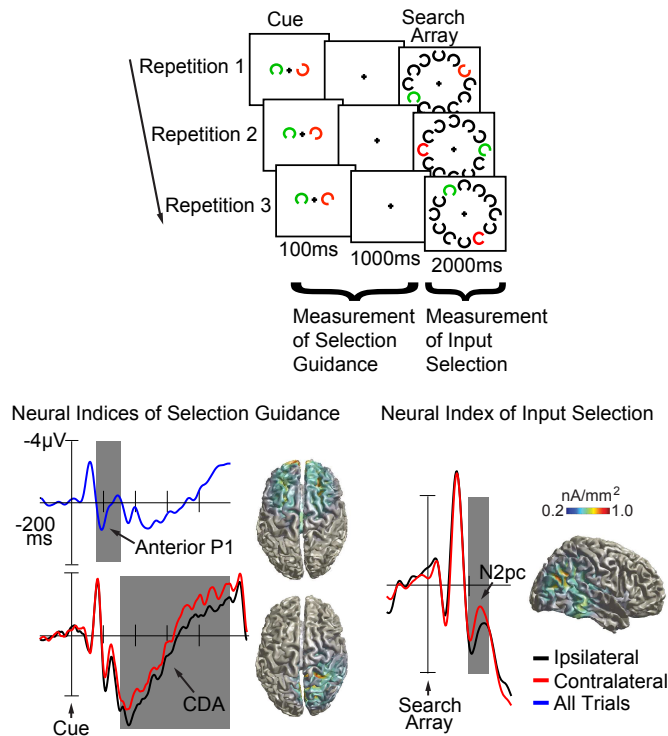 Cue
Search
Array
Repetition 1
Repetition 2
Repetition 3
100ms
1000ms
2000ms
Measurement
of Selection
Guidance
Measurement
of Input
Selection
Neural Indices of Selection Guidance
-4µV
-200
ms
Anterior P1
CDA
Cue
Neural Index of Input Selection
nA/mm²
0.2 1.0
N2pc
Search
Array
Ipsilateral
Contralateral
All Trials